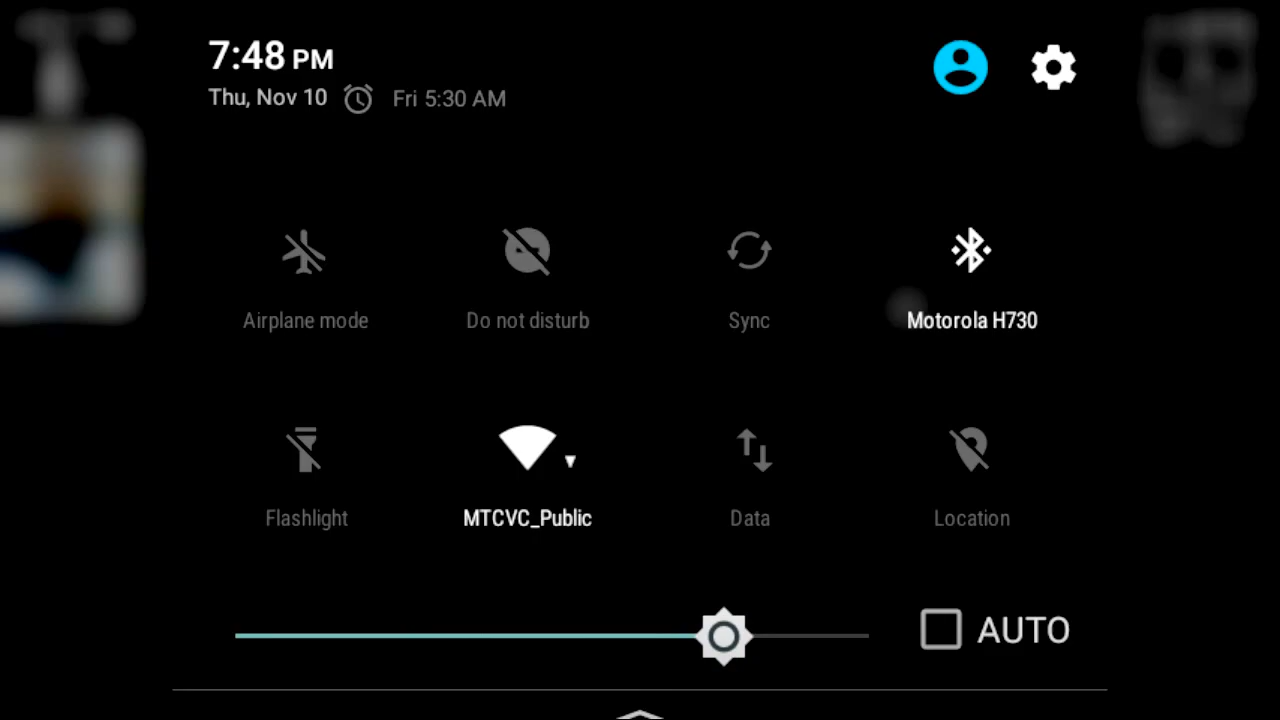 7:48 PM
Thu, Nov 10 Fri 5:30 AM
Airplane mode Do not disturb Sync Motorola H730
Flashlight MTCVC_Public Data Location
AUTO